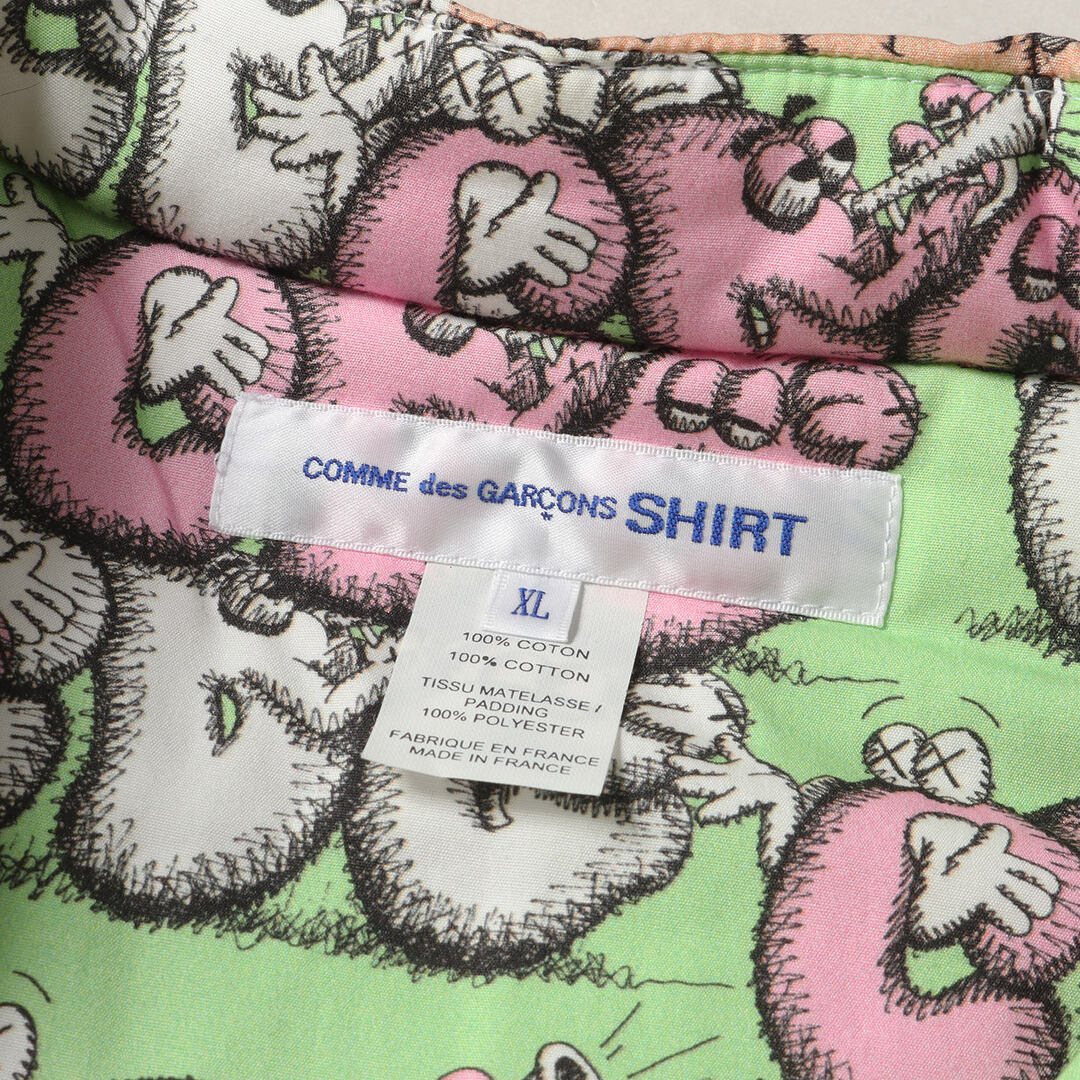 COMME des GARÇONS SHIRT
XL
100% COTON
100% COTTON
TISSU MATELASSE /
PADDING
100% POLYESTER
FABRIQUE EN FRANCE
MADE IN FRANCE